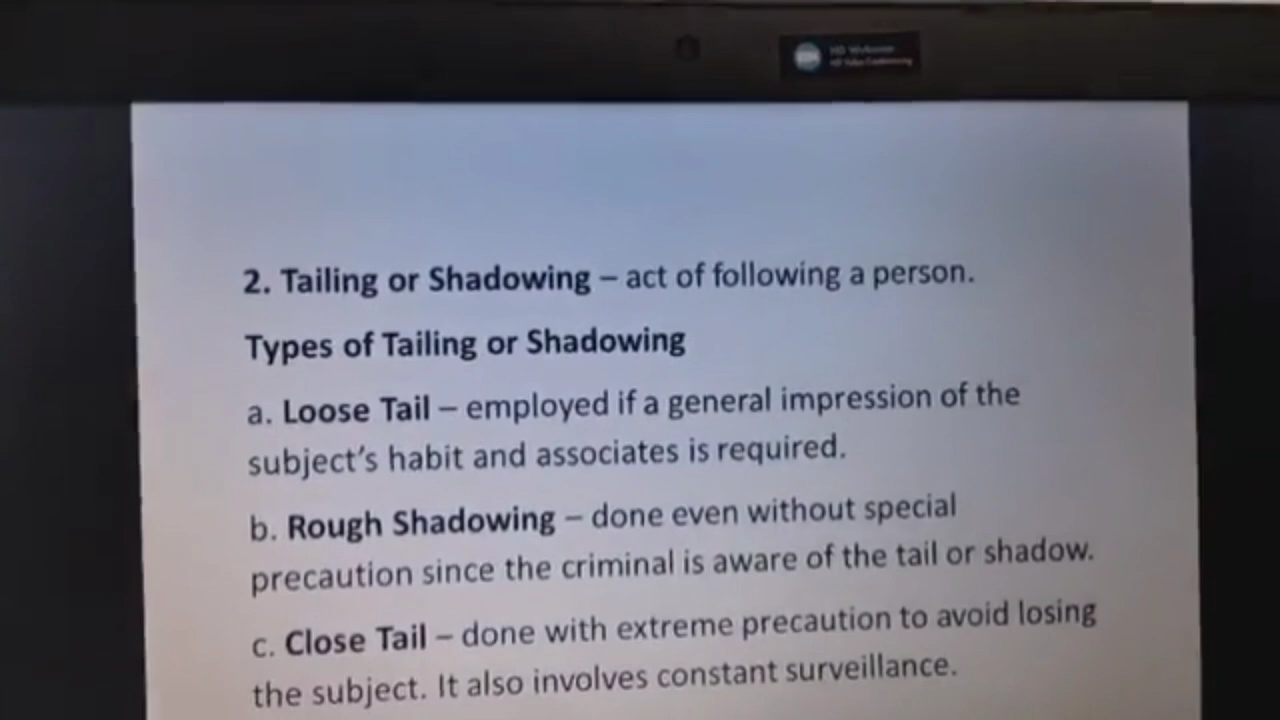 2. Tailing or Shadowing – act of following a person.
Types of Tailing or Shadowing
a. Loose Tail – employed if a general impression of the
subject's habit and associates is required.
b. Rough Shadowing – done even without special
precaution since the criminal is aware of the tail or shadow.
c. Close Tail – done with extreme precaution to avoid losing
the subject. It also involves constant surveillance.